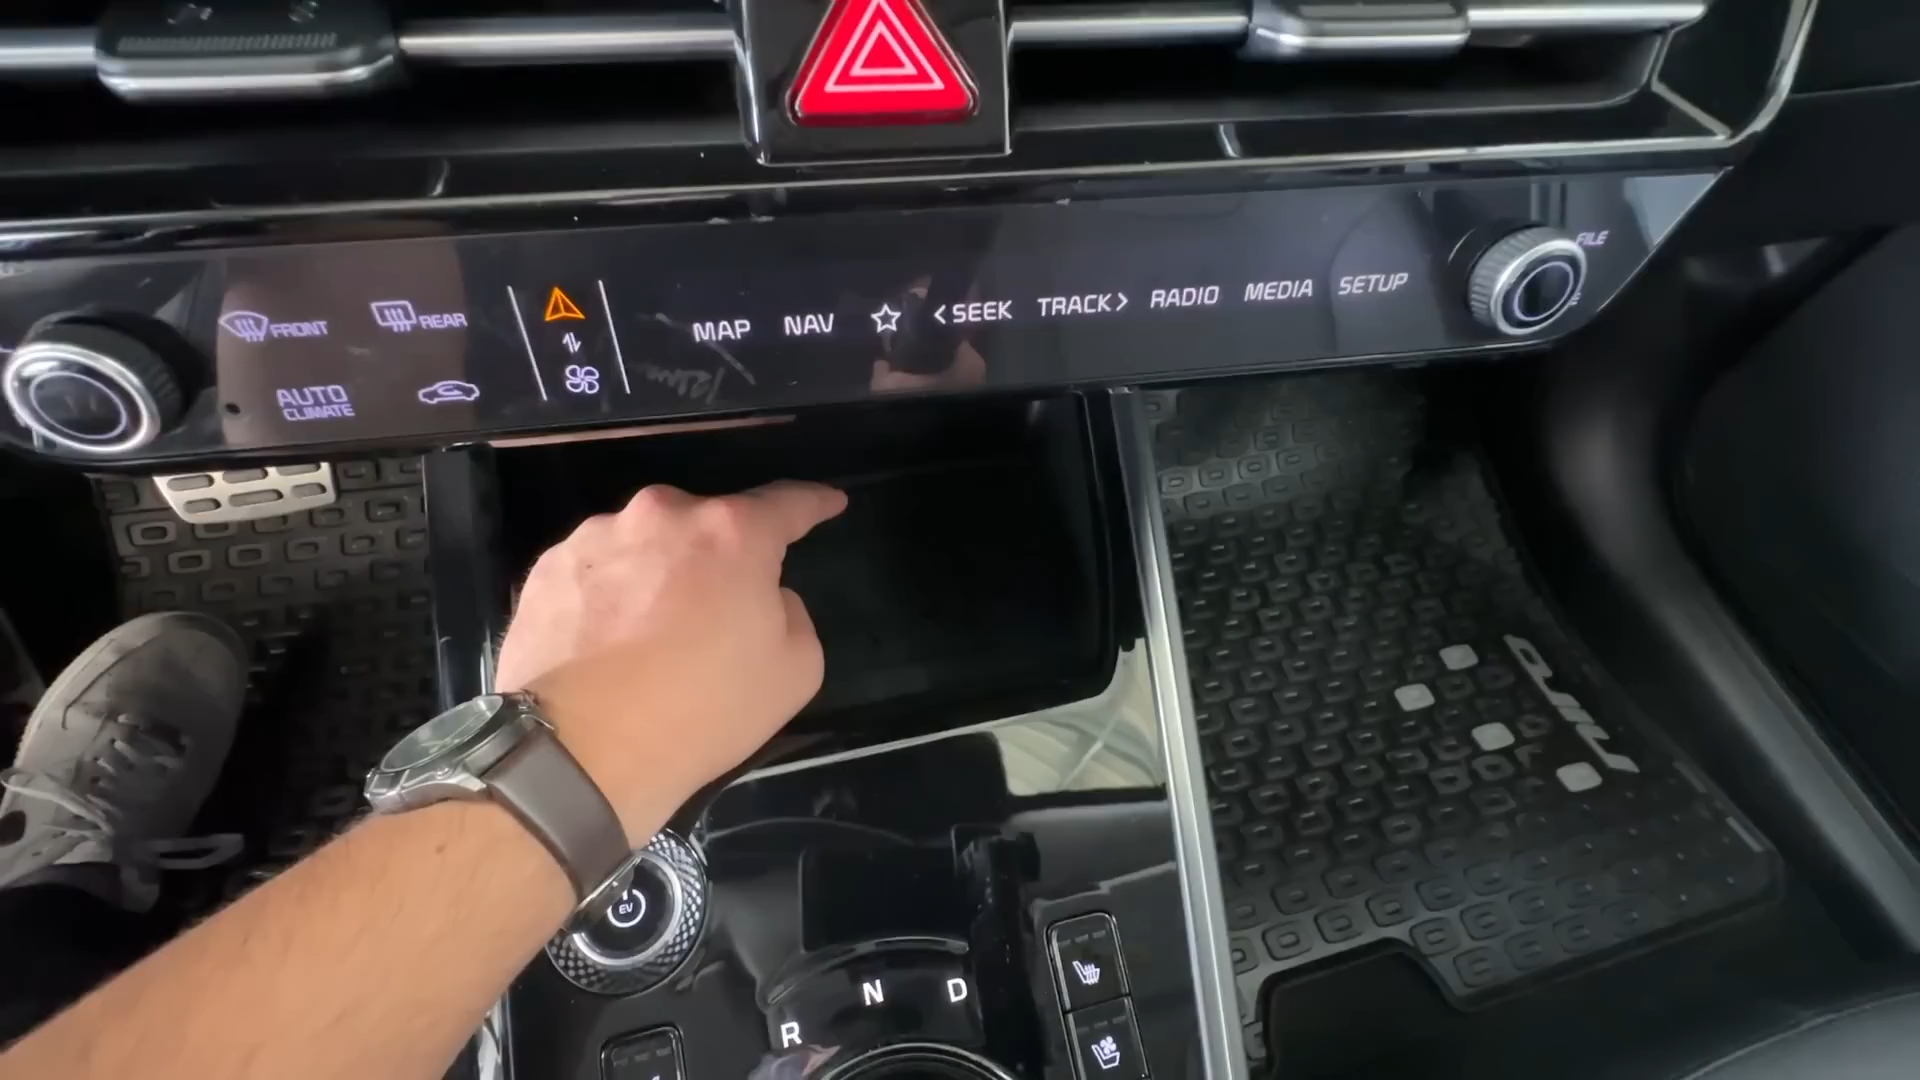 FILE
FRONT
REAR
MAP NAV <SEEK TRACK> RADIO MEDIA SETUP
AUTO
CLIMATE
NIRO
EV
N
D
R